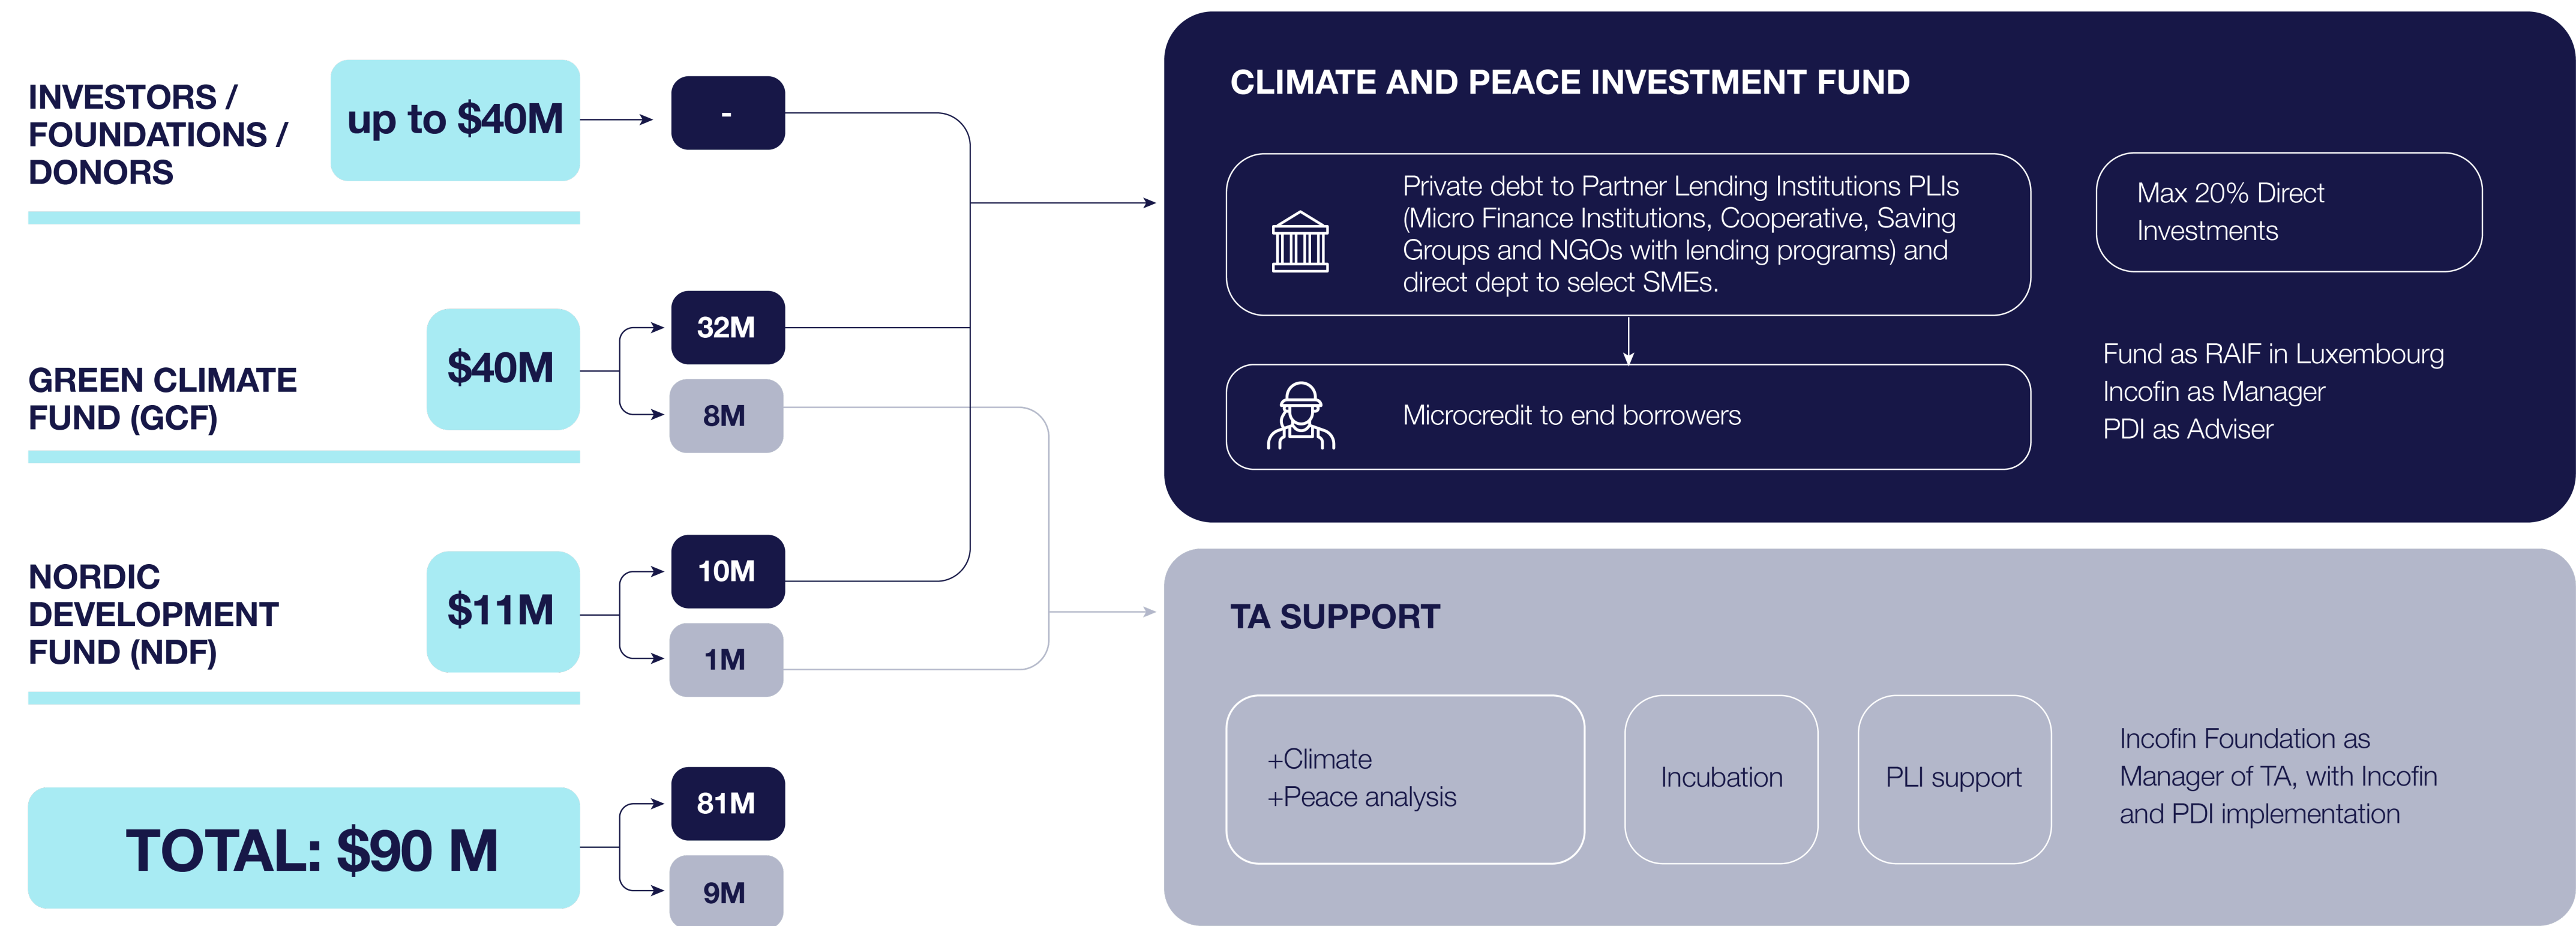 INVESTORS /
FOUNDATIONS /
DONORS
up to $40M
-
GREEN CLIMATE
FUND (GCF)
$40M
32M
8M
NORDIC
DEVELOPMENT
FUND (NDF)
$11M
10M
1M
TOTAL: $90 M
81M
9M
CLIMATE AND PEACE INVESTMENT FUND
Private debt to Partner Lending Institutions PLIs
(Micro Finance Institutions, Cooperative, Saving
Groups and NGOs with lending programs) and
direct dept to select SMEs.
Max 20% Direct
Investments
Microcredit to end borrowers
Fund as RAIF in Luxembourg
Incofin as Manager
PDI as Adviser
TA SUPPORT
+Climate
+Peace analysis
Incubation
PLI support
Incofin Foundation as
Manager of TA, with Incofin
and PDI implementation